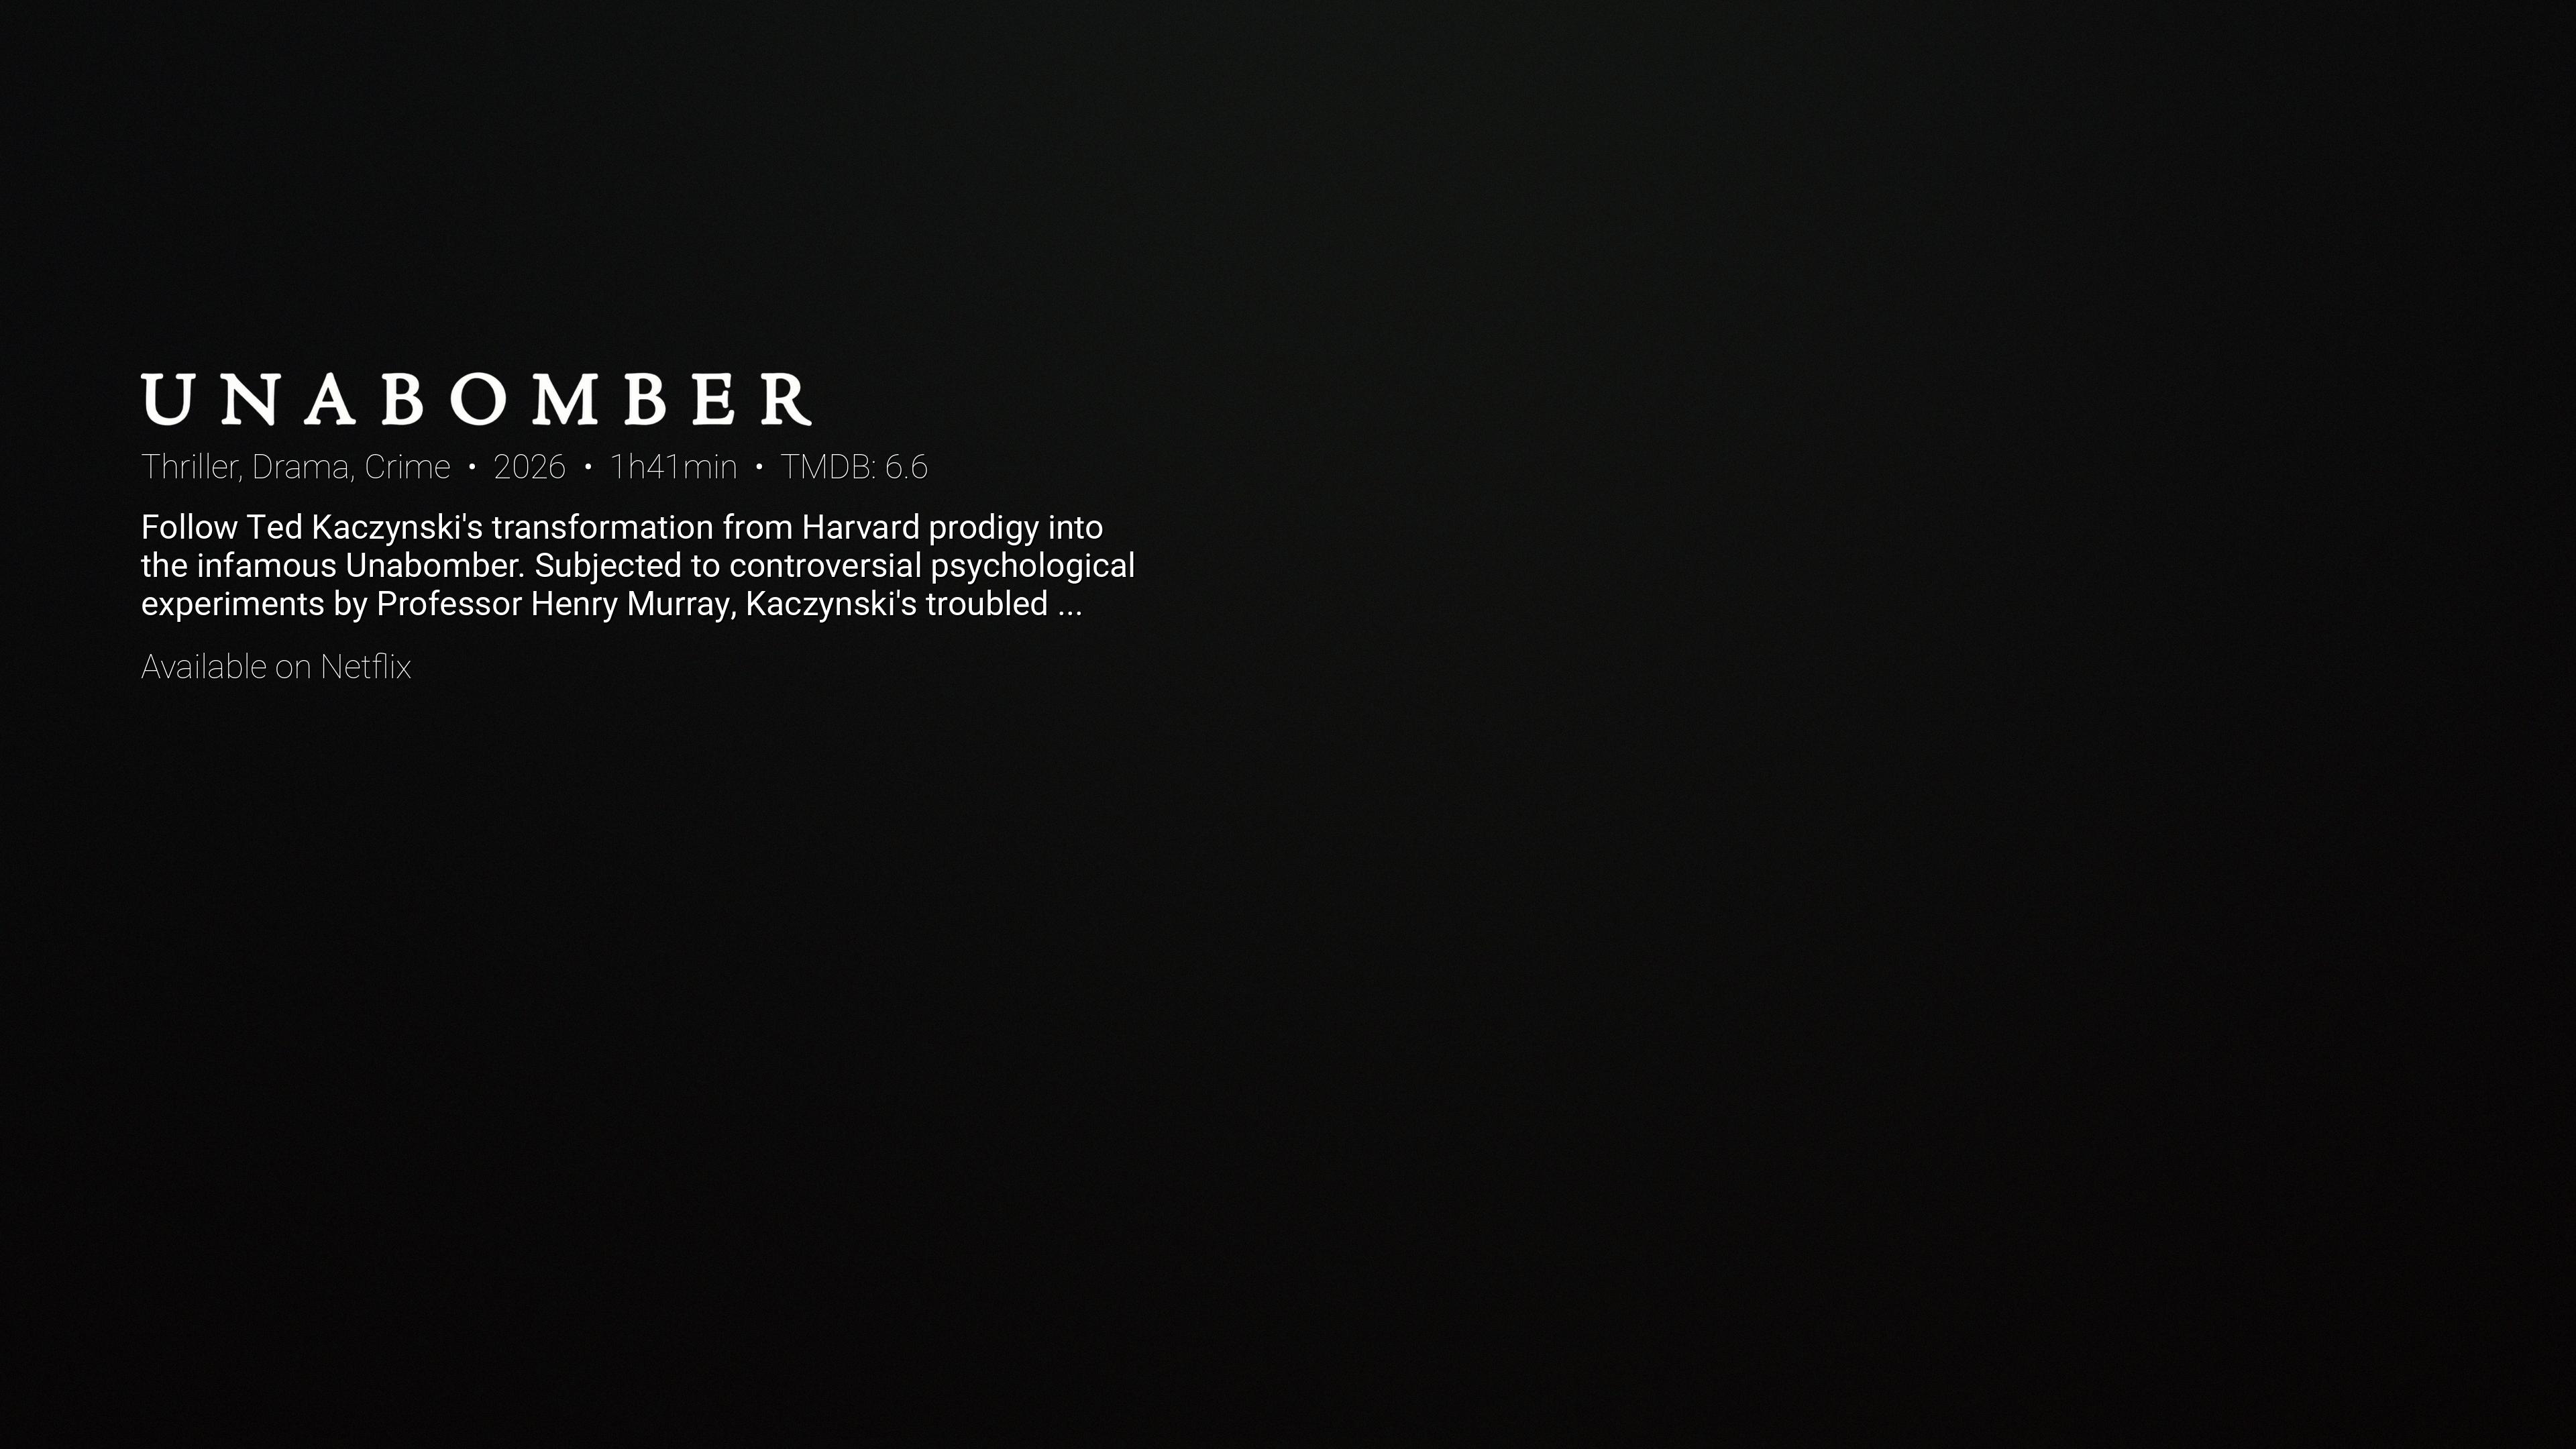 UNABOMBER
Thriller, Drama, Crime • 2026 • 1h41min • TMDB: 6.6
Follow Ted Kaczynski's transformation from Harvard prodigy into
the infamous Unabomber. Subjected to controversial psychological
experiments by Professor Henry Murray, Kaczynski's troubled ...
Available on Netflix